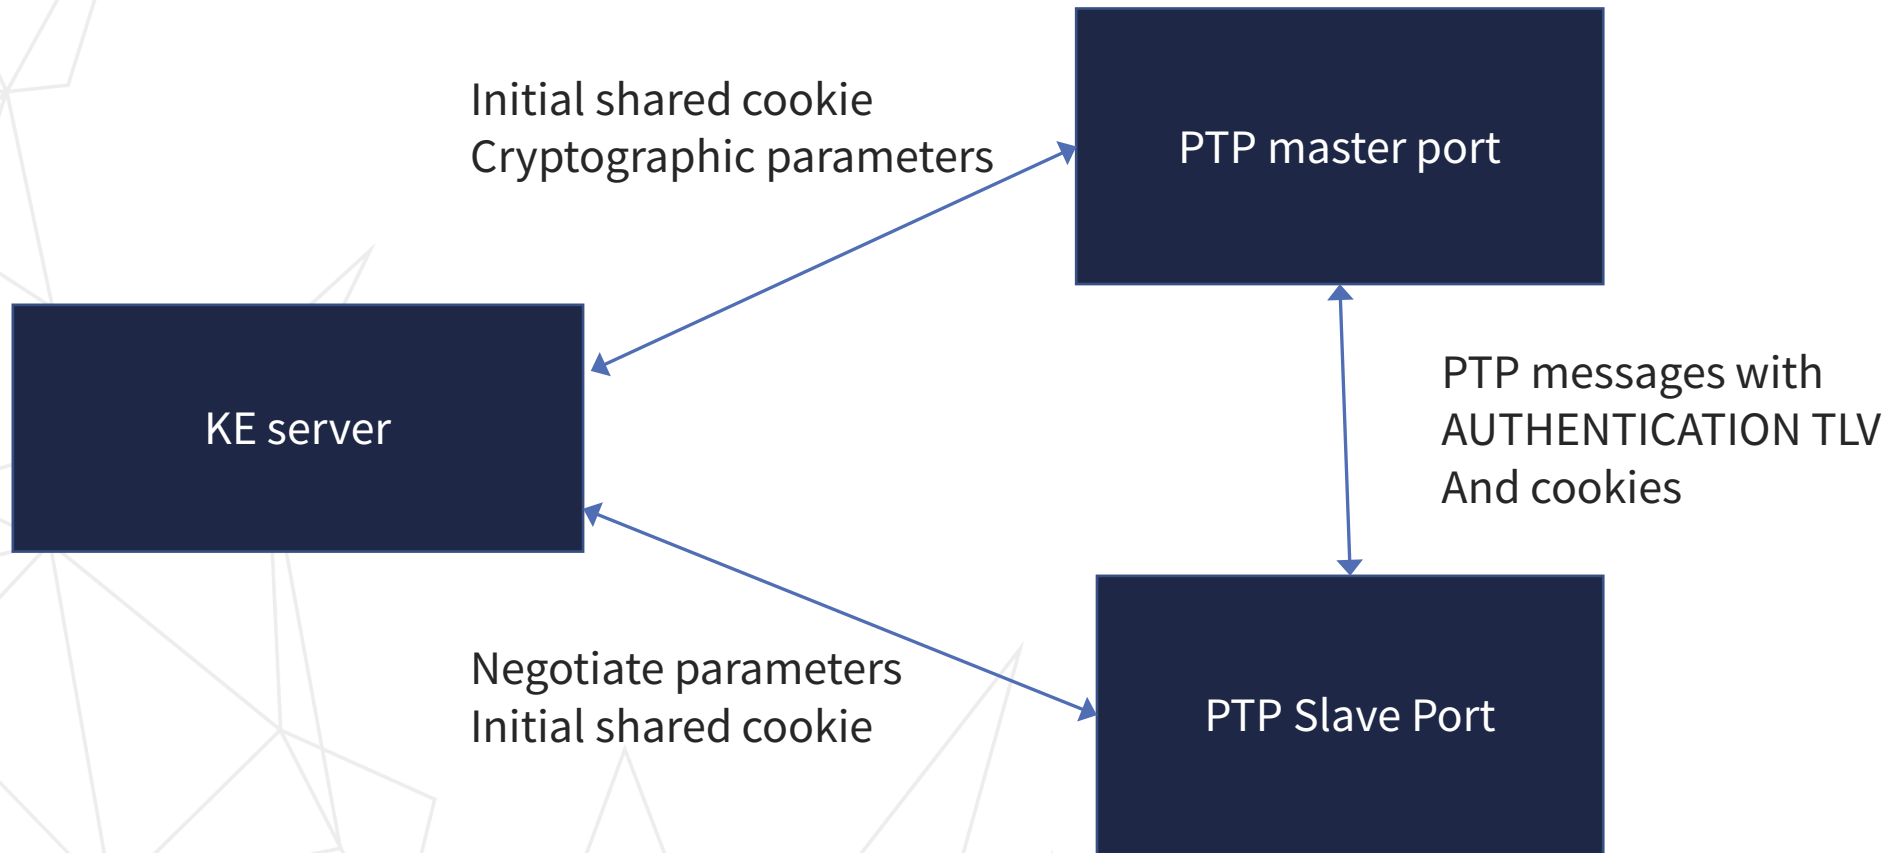 Initial shared cookie
Cryptographic parameters
PTP master port
KE server
PTP messages with
AUTHENTICATION TLV
And cookies
Negotiate parameters
Initial shared cookie
PTP Slave Port